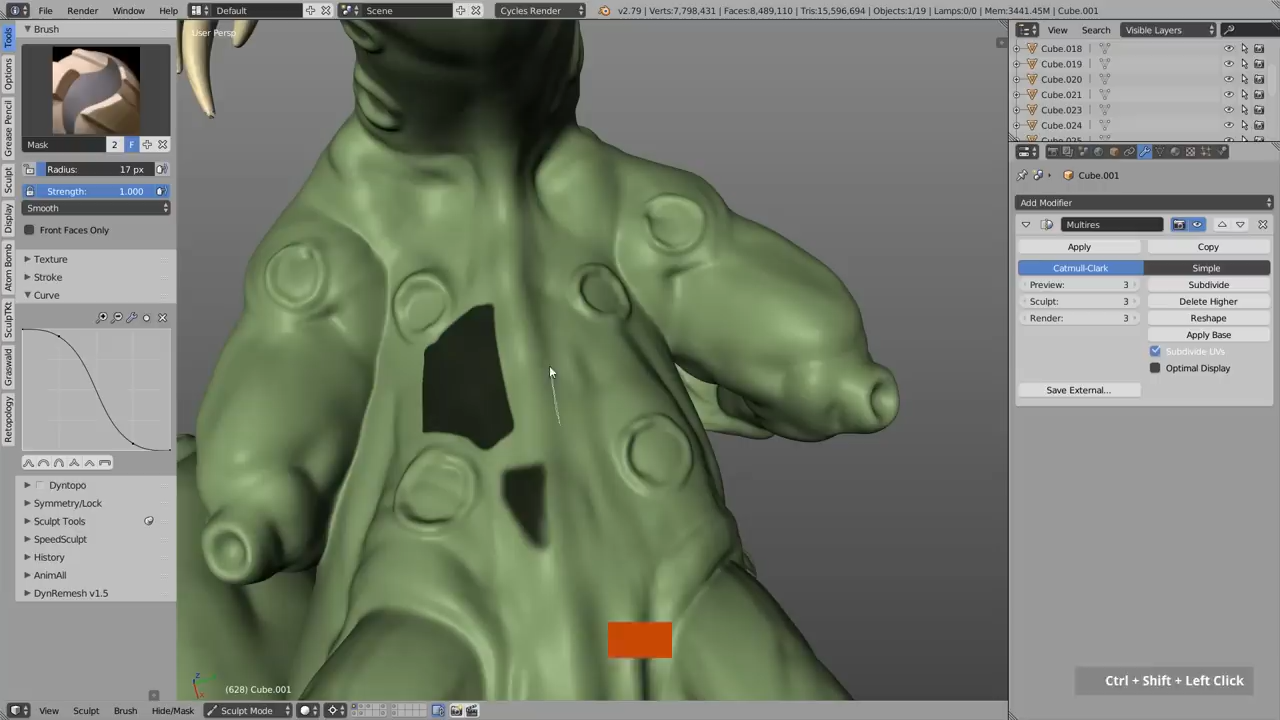 File Render Window Help Default Scene Cycles Render v2.79 | Verts:7,798,431 | Faces:8,489,110 | Tris:15,596,694 | Objects:1/19 | Lamps:0/0 | Mem:3441.45M | Cube.001
Brush
User Persp
View Search Visible Layers
Cube.018
Cube.019
Cube.020
Cube.021
Cube.023
Cube.024
Tools
Options
Grease Pencil
Sculpt
Display
Atom Bomb
SculpTKt
Graswald
Retopology
Mask 2 F
Radius: 17 px
Strength: 1.000
Smooth
Front Faces Only
Texture
Stroke
Curve
Dyntopo
Symmetry/Lock
Sculpt Tools
SpeedSculpt
History
AnimAll
DynRemesh v1.5
Cube.001
Add Modifier
Multires
Apply Copy
Catmull-Clark Simple
Preview: 3 Subdivide
Sculpt: 3 Delete Higher
Render: 3 Reshape
Apply Base
Subdivide UVs
Optimal Display
Save External...
(628) Cube.001
Ctrl + Shift + Left Click
View Sculpt Brush Hide/Mask Sculpt Mode